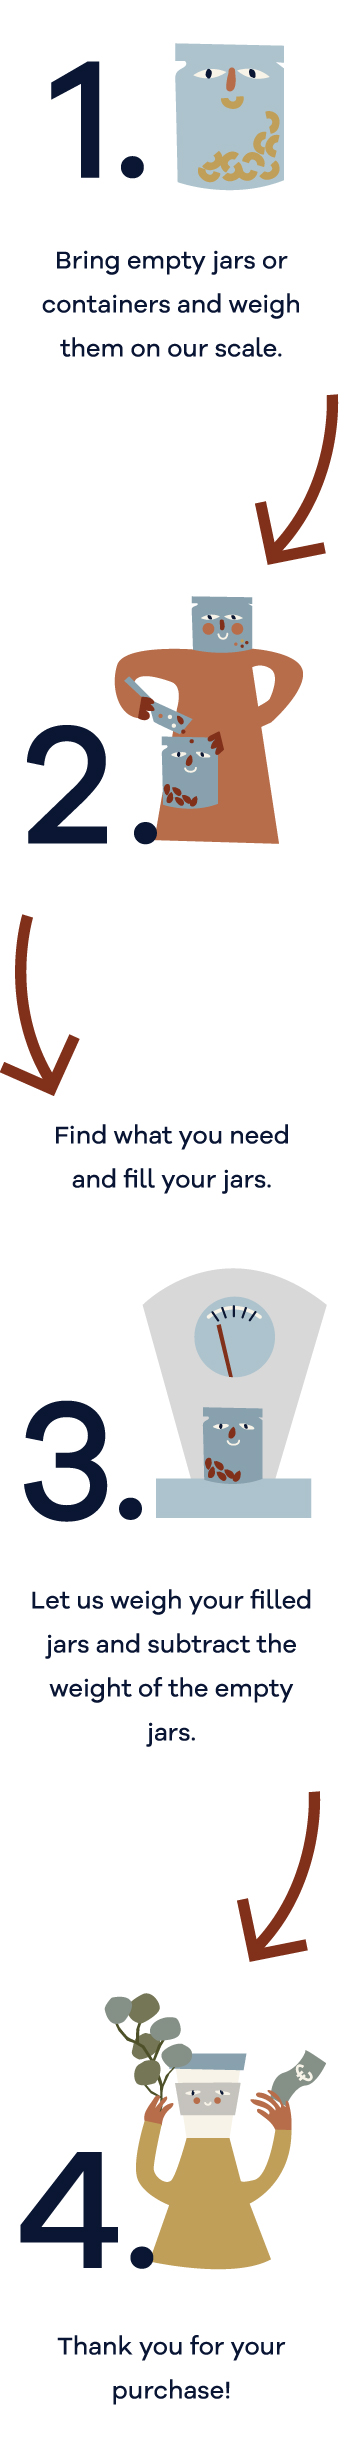 1.
Bring empty jars or
containers and weigh
them on our scale.
2.
Find what you need
and fill your jars.
3.
Let us weigh your filled
jars and subtract the
weight of the empty
jars.
€
4.
Thank you for your
purchase!